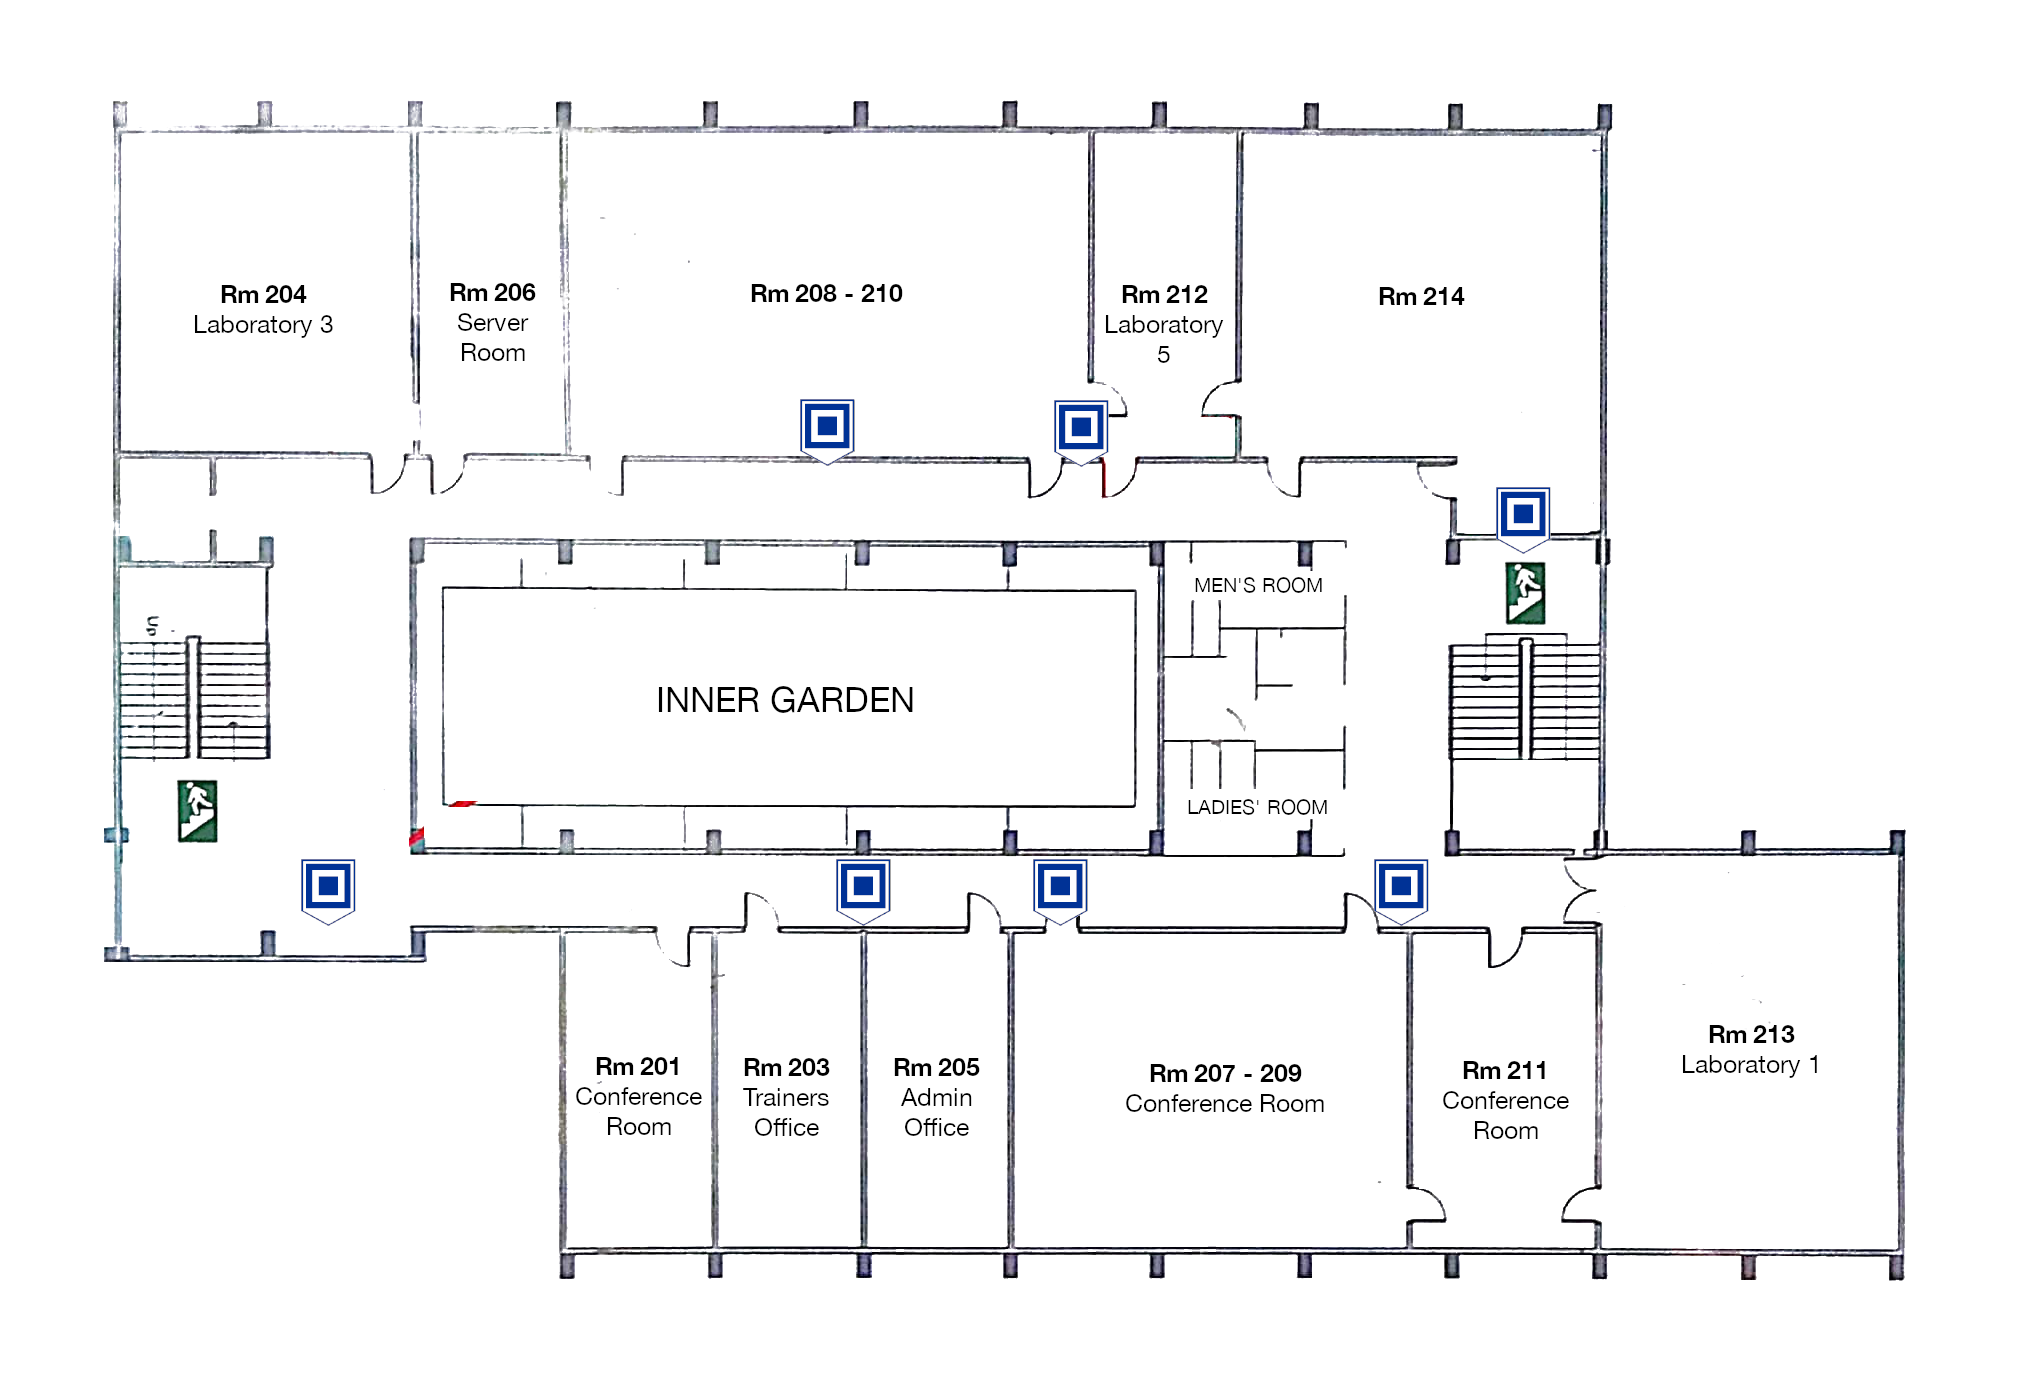 Rm 204
Laboratory 3
Rm 206
Server
Room
Rm 208 - 210
Rm 212
Laboratory
5
Rm 214
MEN'S ROOM
INNER GARDEN
LADIES' ROOM
Rm 201
Conference
Room
Rm 203
Trainers
Office
Rm 205
Admin
Office
Rm 207 - 209
Conference Room
Rm 211
Conference
Room
Rm 213
Laboratory 1